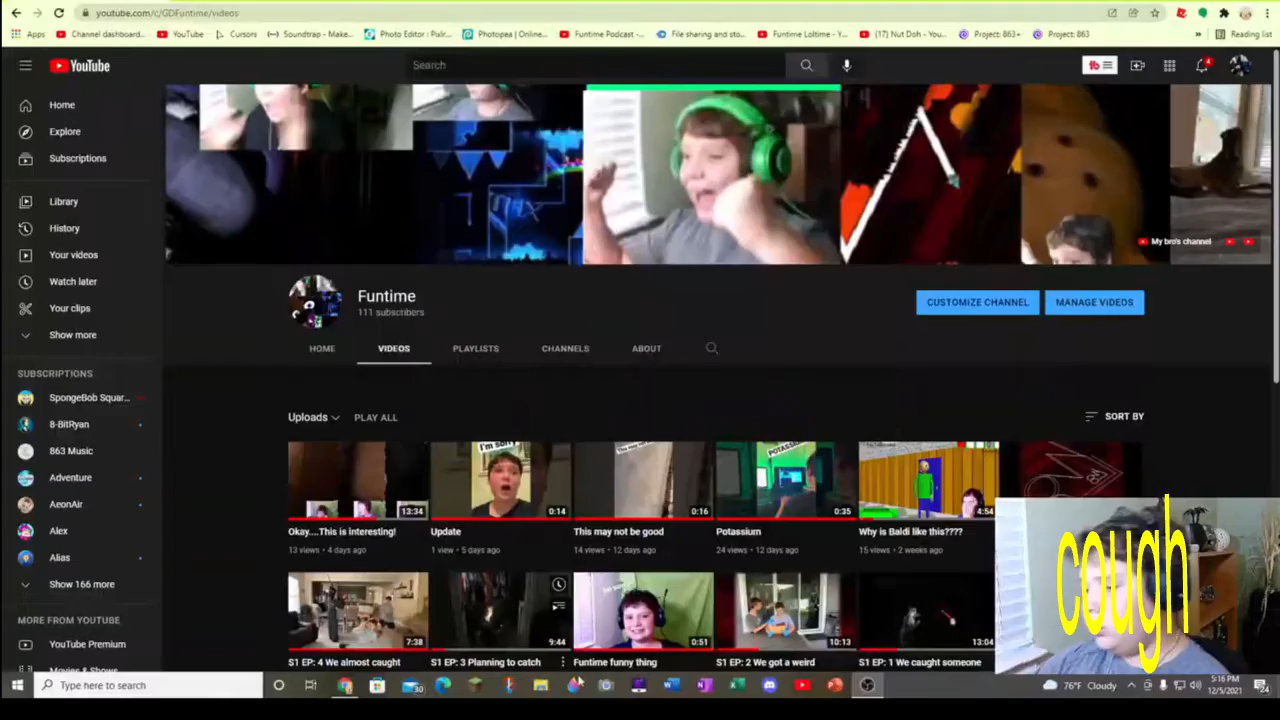 youtube.com/c/GDFuntime/videos
Apps
Channel dashboard...
YouTube
Cursors
Soundtrap - Make...
Photo Editor : Pixlr...
Photopea | Online...
Funtime Podcast -...
File sharing and sto...
Funtime Loltime - Y...
(17) Nut Doh - You...
Project: 863+
Project: 863
»
Reading list
YouTube
Search
4
Home
Explore
Subscriptions
Library
History
Your videos
Watch later
Your clips
Show more
My bro's channel
Funtime
111 subscribers
CUSTOMIZE CHANNEL
MANAGE VIDEOS
HOME
VIDEOS
PLAYLISTS
CHANNELS
ABOUT
SUBSCRIPTIONS
SpongeBob Squar...
8-BitRyan
863 Music
Adventure
AeonAir
Alex
Alias
Show 166 more
MORE FROM YOUTUBE
YouTube Premium
Movies & Shows
Uploads
PLAY ALL
SORT BY
I'm sorry
POTASSIUM
13:34
0:14
0:16
0:35
4:54
Okay....This is interesting!
Update
This may not be good
Potassium
Why is Baldi like this????
13 views • 4 days ago
1 view • 5 days ago
14 views • 12 days ago
24 views • 12 days ago
15 views • 2 weeks ago
7:38
9:44
0:51
10:13
13:04
S1 EP: 4 We almost caught
S1 EP: 3 Planning to catch
Funtime funny thing
S1 EP: 2 We got a weird
S1 EP: 1 We caught someone
cough
Type here to search
30
76°F Cloudy
5:16 PM
12/5/2021
24